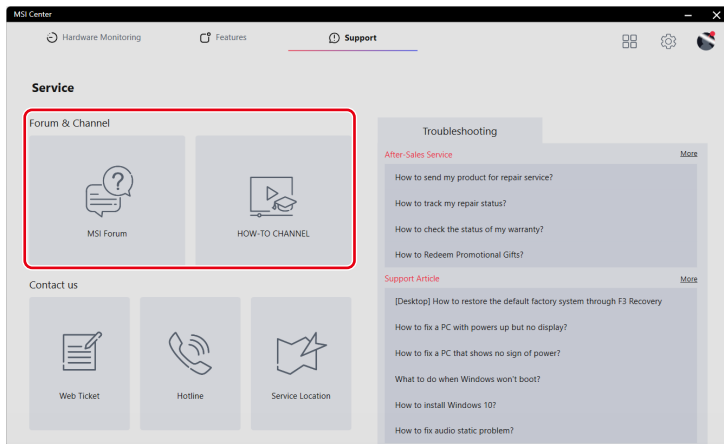 MSI Center
Hardware Monitoring
Features
Support
Service
Forum & Channel
MSI Forum
HOW-TO CHANNEL
Contact us
Web Ticket
Hotline
Service Location
Troubleshooting
After-Sales Service
More
How to send my product for repair service?
How to track my repair status?
How to check the status of my warranty?
How to Redeem Promotional Gifts?
Support Article
More
[Desktop] How to restore the default factory system through F3 Recovery
How to fix a PC with powers up but no display?
How to fix a PC that shows no sign of power?
What to do when Windows won't boot?
How to install Windows 10?
How to fix audio static problem?